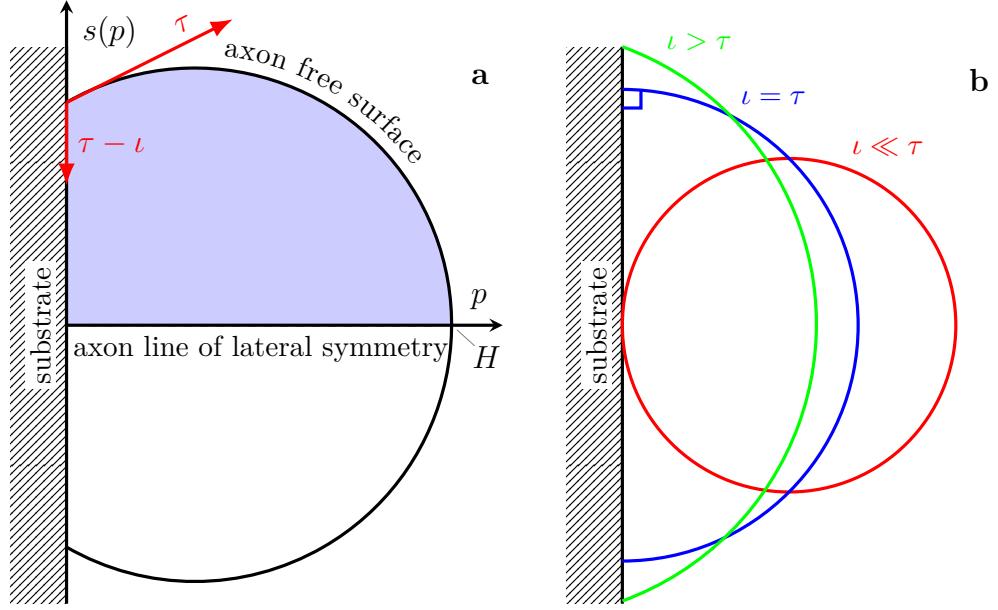 s(p)
τ
axon free surface
a
τ − ι
substrate
p
axon line of lateral symmetry
H
ι > τ
ι = τ
b
ι ≪ τ
substrate